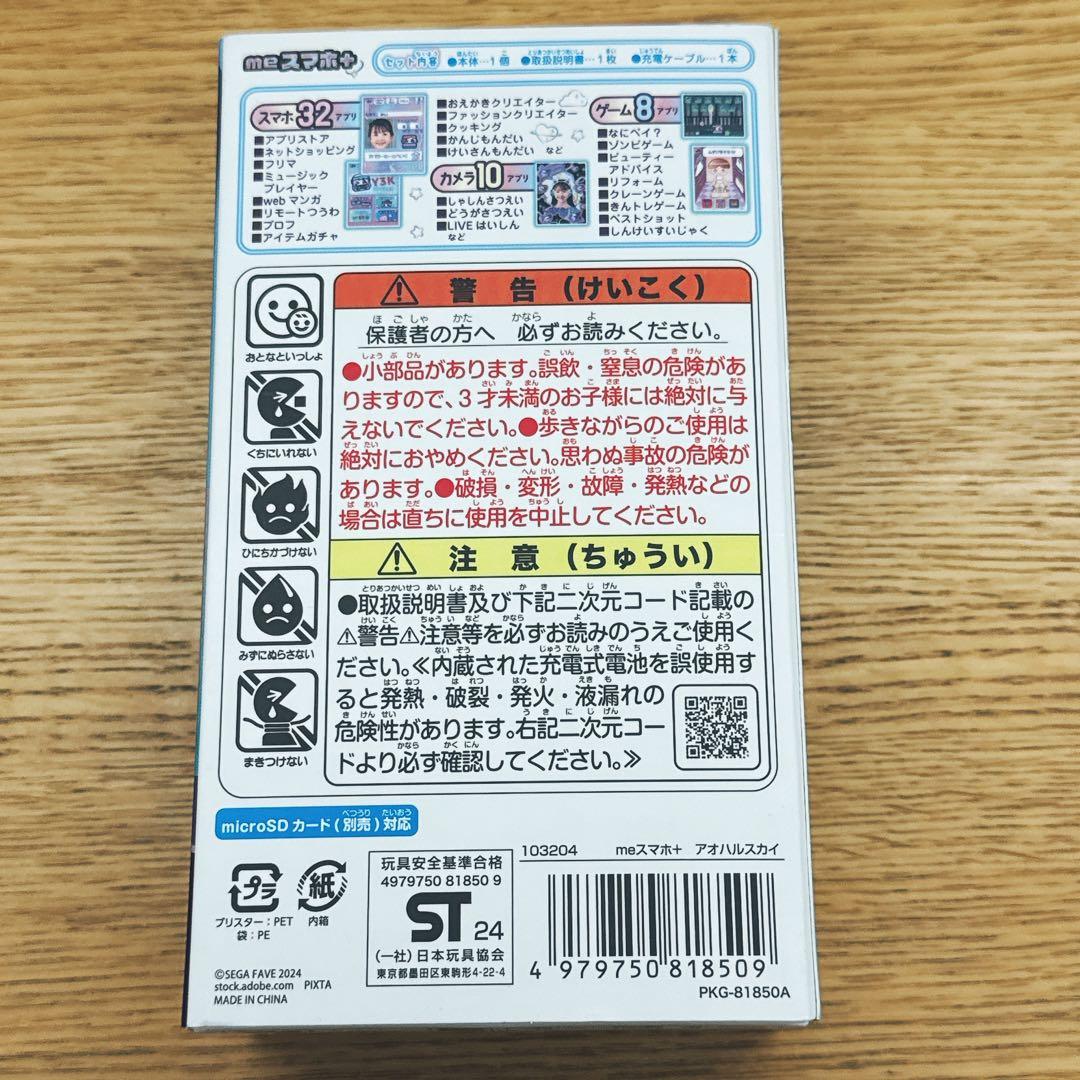 meスマホ+
セット内容 ●本体…1個 ●取扱説明書…1枚 ●充電ケーブル…1本
スマホ32アプリ
■アプリストア
■ネットショッピング
■フリマ
■ミュージック
プレイヤー
■webマンガ
■リモートつうわ
■プロフ
■アイテムガチャ
Y3K
■おえかきクリエイター
■ファッションクリエイター
■クッキング
■かんじもんだい
■けいさんもんだい など
カメラ10アプリ
■しゃしんさつえい
■どうがさつえい
■LIVEはいしん
など
ゲーム8アプリ
■なにペイ?
■ゾンビゲーム
■ビューティー
アドバイス
■リフォーム
■クレーンゲーム
■きんトレゲーム
■ベストショット
■しんけいすいじゃく
おとなといっしょ
くちにいれない
ひにちかづけない
みずにぬらさない
まきつけない
⚠ 警告(けいこく)
保護者の方へ 必ずお読みください。
●小部品があります。誤飲・窒息の危険があ
りますので、3才未満のお子様には絶対に与
えないでください。●歩きながらのご使用は
絶対におやめください。思わぬ事故の危険が
あります。●破損・変形・故障・発熱などの
場合は直ちに使用を中止してください。
⚠ 注意(ちゅうい)
●取扱説明書及び下記二次元コード記載の
⚠警告⚠注意等を必ずお読みのうえご使用く
ださい。≪内蔵された充電式電池を誤使用す
ると発熱・破裂・発火・液漏れの
危険性があります。右記二次元コー
ドより必ず確認してください。≫
microSDカード(別売)対応
プラ
ブリスター:PET
袋:PE
紙
内箱
©SEGA FAVE 2024
stock.adobe.com PIXTA
MADE IN CHINA
玩具安全基準合格
4979750 81850 9
ST 24
(一社)日本玩具協会
東京都墨田区東駒形4-22-4
103204 meスマホ+ アオハルスカイ
4 979750 818509
PKG-81850A